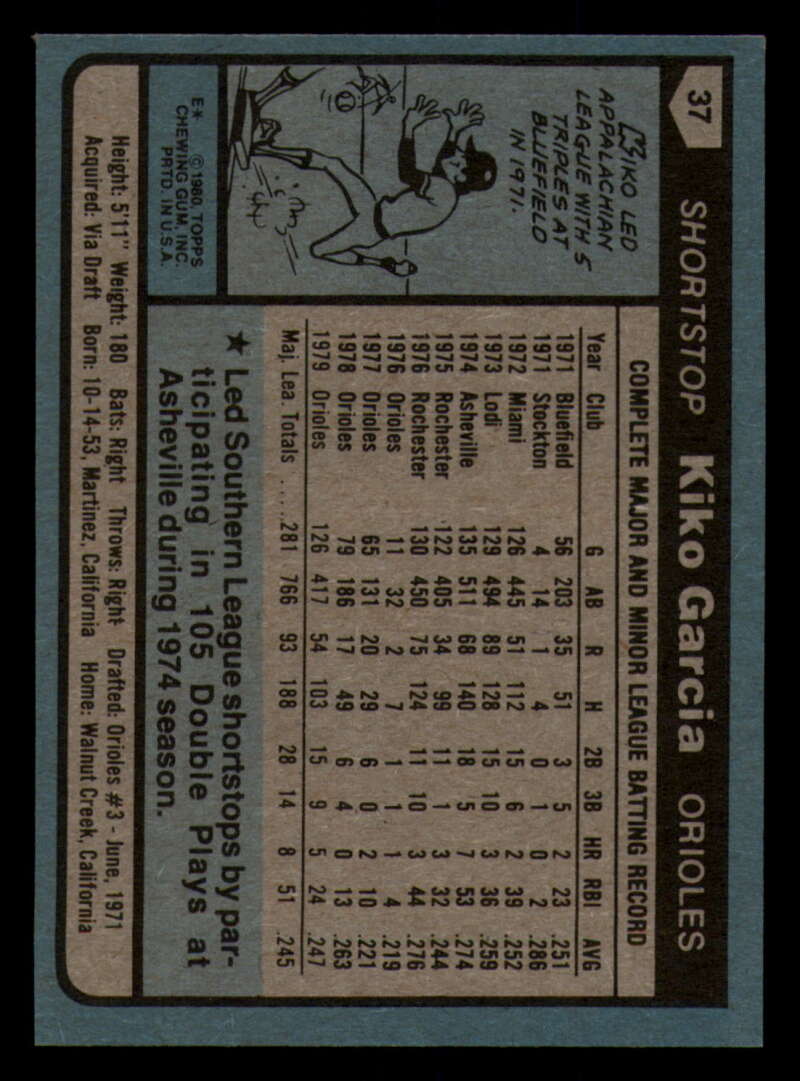 37
SHORTSTOP Kiko Garcia ORIOLES
KIKO LED
APPALACHIAN
LEAGUE WITH 5
TRIPLES AT
BLUEFIELD
IN 1971.
E* © 1980, TOPPS
CHEWING GUM, INC.
PRTD. IN U.S.A.
COMPLETE MAJOR AND MINOR LEAGUE BATTING RECORD
Year Club G AB R H 2B 3B HR RBI AVG
1971 Bluefield 56 203 35 51 3 5 2 23 .251
1971 Stockton 4 14 1 4 0 1 0 2 .286
1972 Miami 126 445 51 112 15 6 2 39 .252
1973 Lodi 129 494 89 128 15 10 3 36 .259
1974 Asheville 135 511 68 140 18 5 7 53 .274
1975 Rochester 122 405 34 99 11 1 3 32 .244
1976 Rochester 130 450 75 124 11 10 3 44 .276
1976 Orioles 11 32 2 7 1 1 1 4 .219
1977 Orioles 65 131 20 29 6 0 2 10 .221
1978 Orioles 79 186 17 49 6 4 0 13 .263
1979 Orioles 126 417 54 103 15 9 5 24 .247
Maj. Lea. Totals ....281 766 93 188 28 14 8 51 .245
★ Led Southern League shortstops by par-
ticipating in 105 Double Plays at
Asheville during 1974 season.
Height: 5'11" Weight: 180 Bats: Right Throws: Right Drafted: Orioles #3 - June, 1971
Acquired: Via Draft Born: 10-14-53, Martinez, California Home: Walnut Creek, California